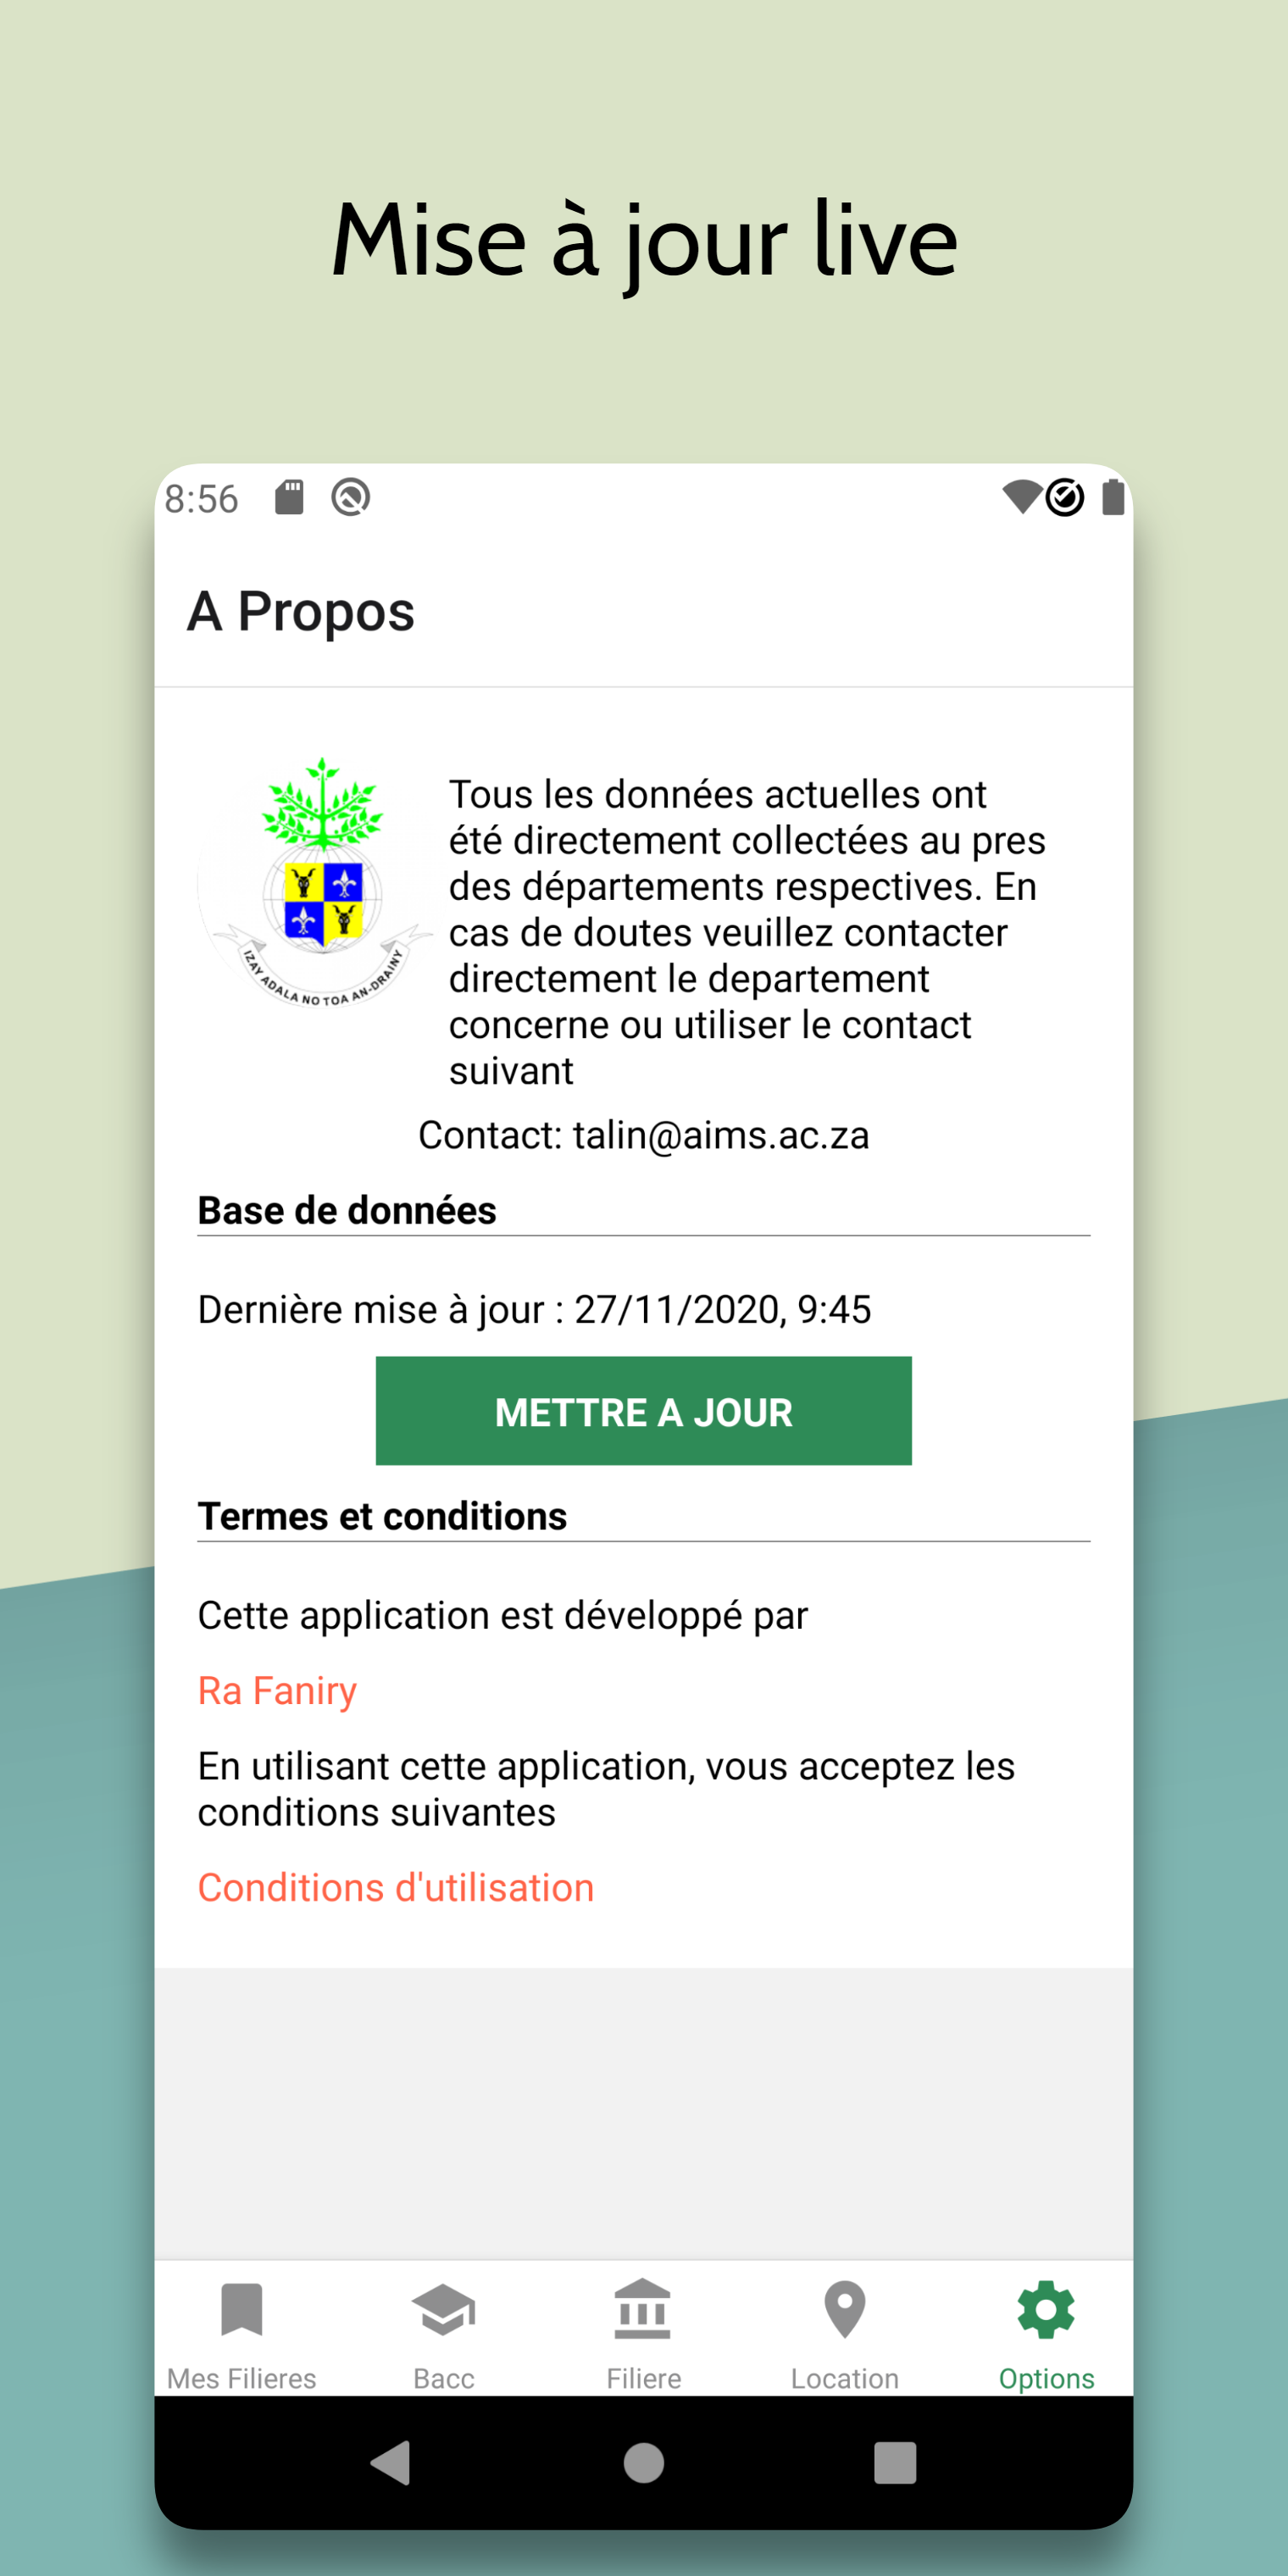 Mise à jour live
8:56
A Propos
Tous les données actuelles ont
été directement collectées au pres
des départements respectives. En
cas de doutes veuillez contacter
directement le departement
concerne ou utiliser le contact
suivant
IZAY ADALA NO TOA AN-DRAINY
Contact: talin@aims.ac.za
Base de données
Dernière mise à jour : 27/11/2020, 9:45
METTRE A JOUR
Termes et conditions
Cette application est développé par
Ra Faniry
En utilisant cette application, vous acceptez les
conditions suivantes
Conditions d'utilisation
Mes Filieres
Bacc
Filiere
Location
Options